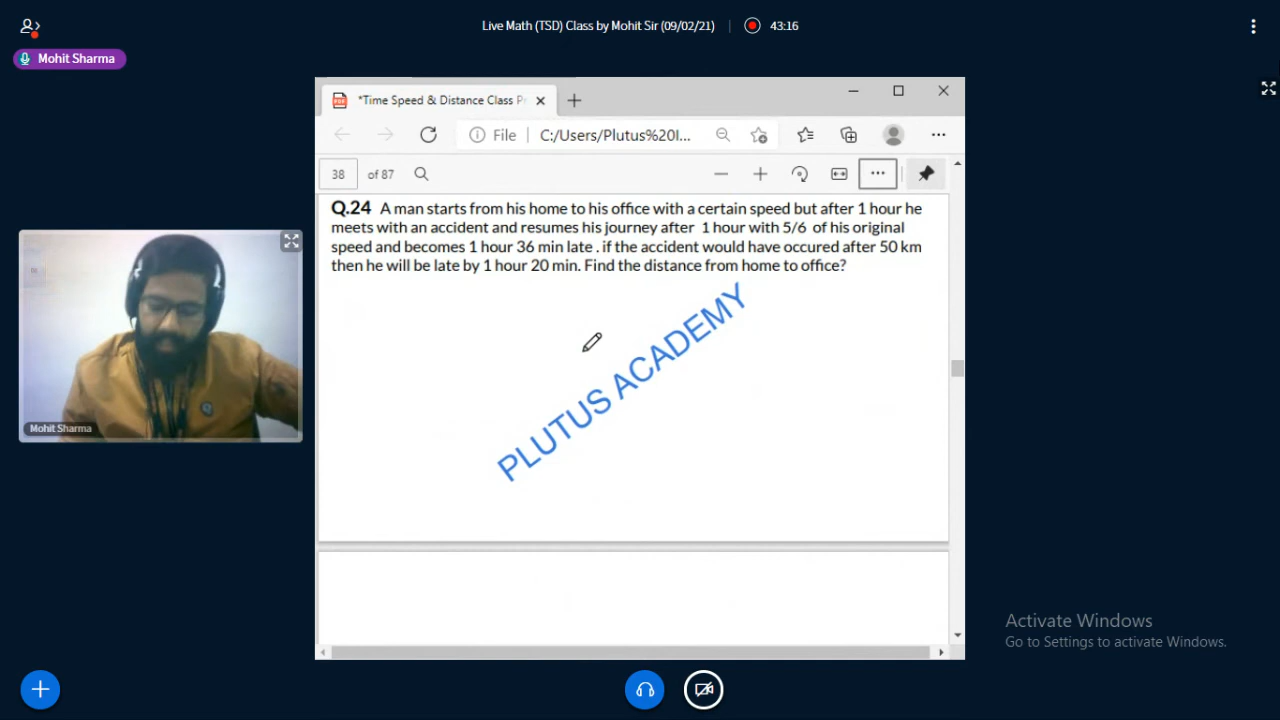 Live Math (TSD) Class by Mohit Sir (09/02/21)
43:16
Mohit Sharma
*Time Speed & Distance Class Pr
File
C:/Users/Plutus%20I...
38
of 87
Q.24 A man starts from his home to his office with a certain speed but after 1 hour he
meets with an accident and resumes his journey after 1 hour with 5/6 of his original
speed and becomes 1 hour 36 min late . if the accident would have occured after 50 km
then he will be late by 1 hour 20 min. Find the distance from home to office?
PLUTUS ACADEMY
Mohit Sharma
Activate Windows
Go to Settings to activate Windows.